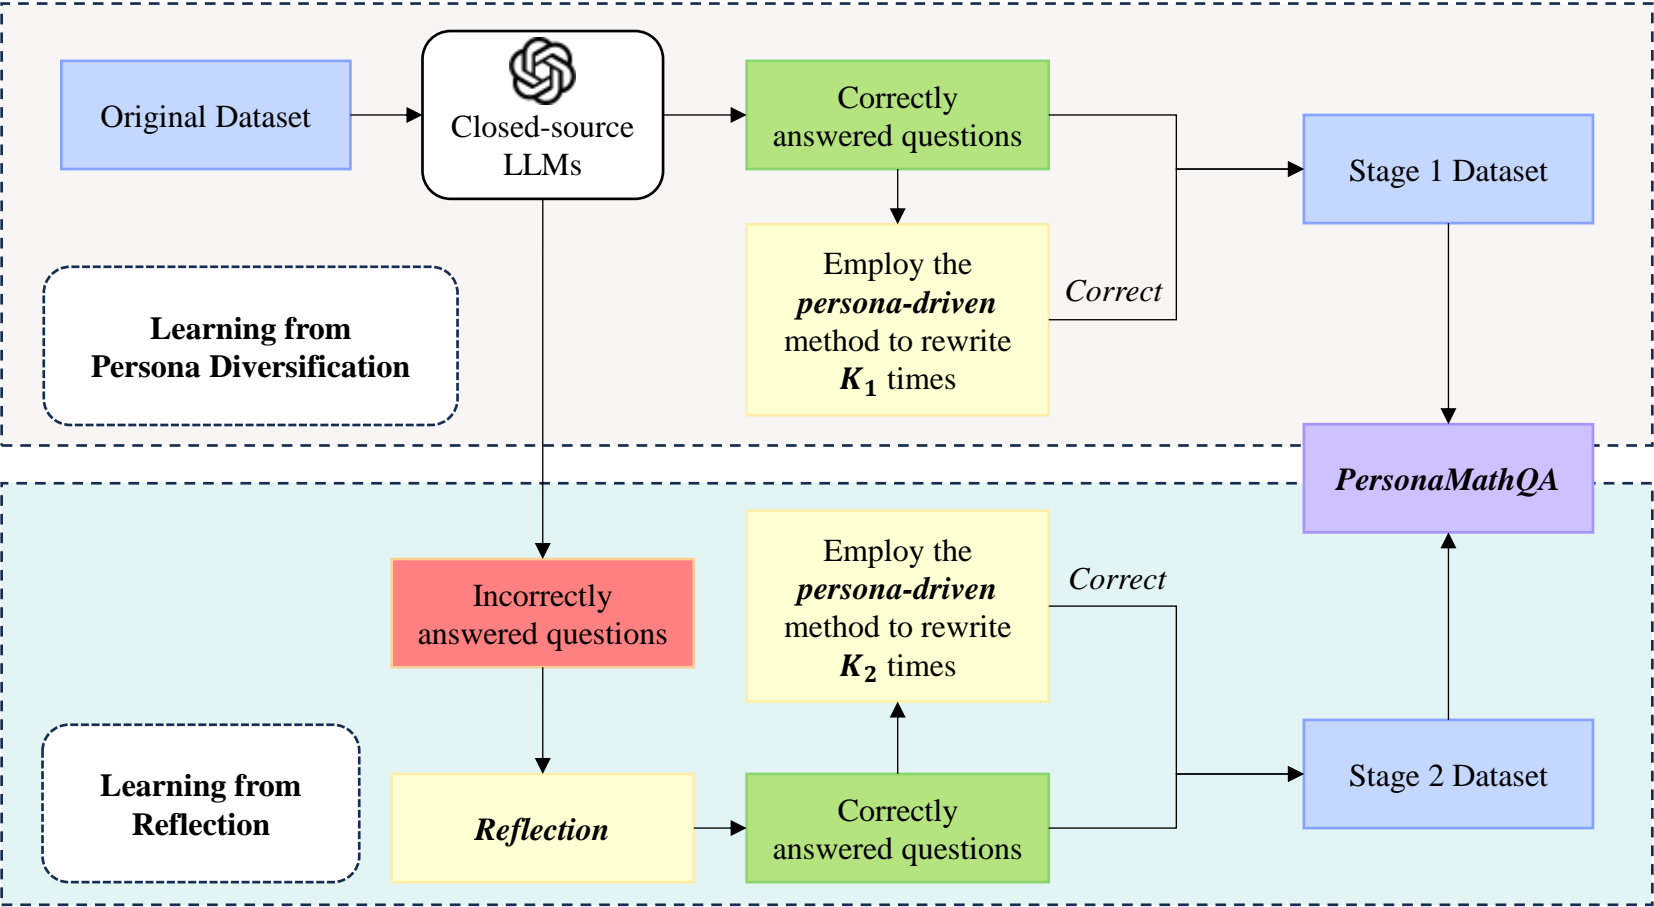 Original Dataset
Closed-source
LLMs
Correctly
answered questions
Stage 1 Dataset
Employ the
persona-driven
method to rewrite
K₁ times
Correct
Learning from
Persona Diversification
PersonaMathQA
Incorrectly
answered questions
Employ the
persona-driven
method to rewrite
K₂ times
Correct
Learning from
Reflection
Reflection
Correctly
answered questions
Stage 2 Dataset